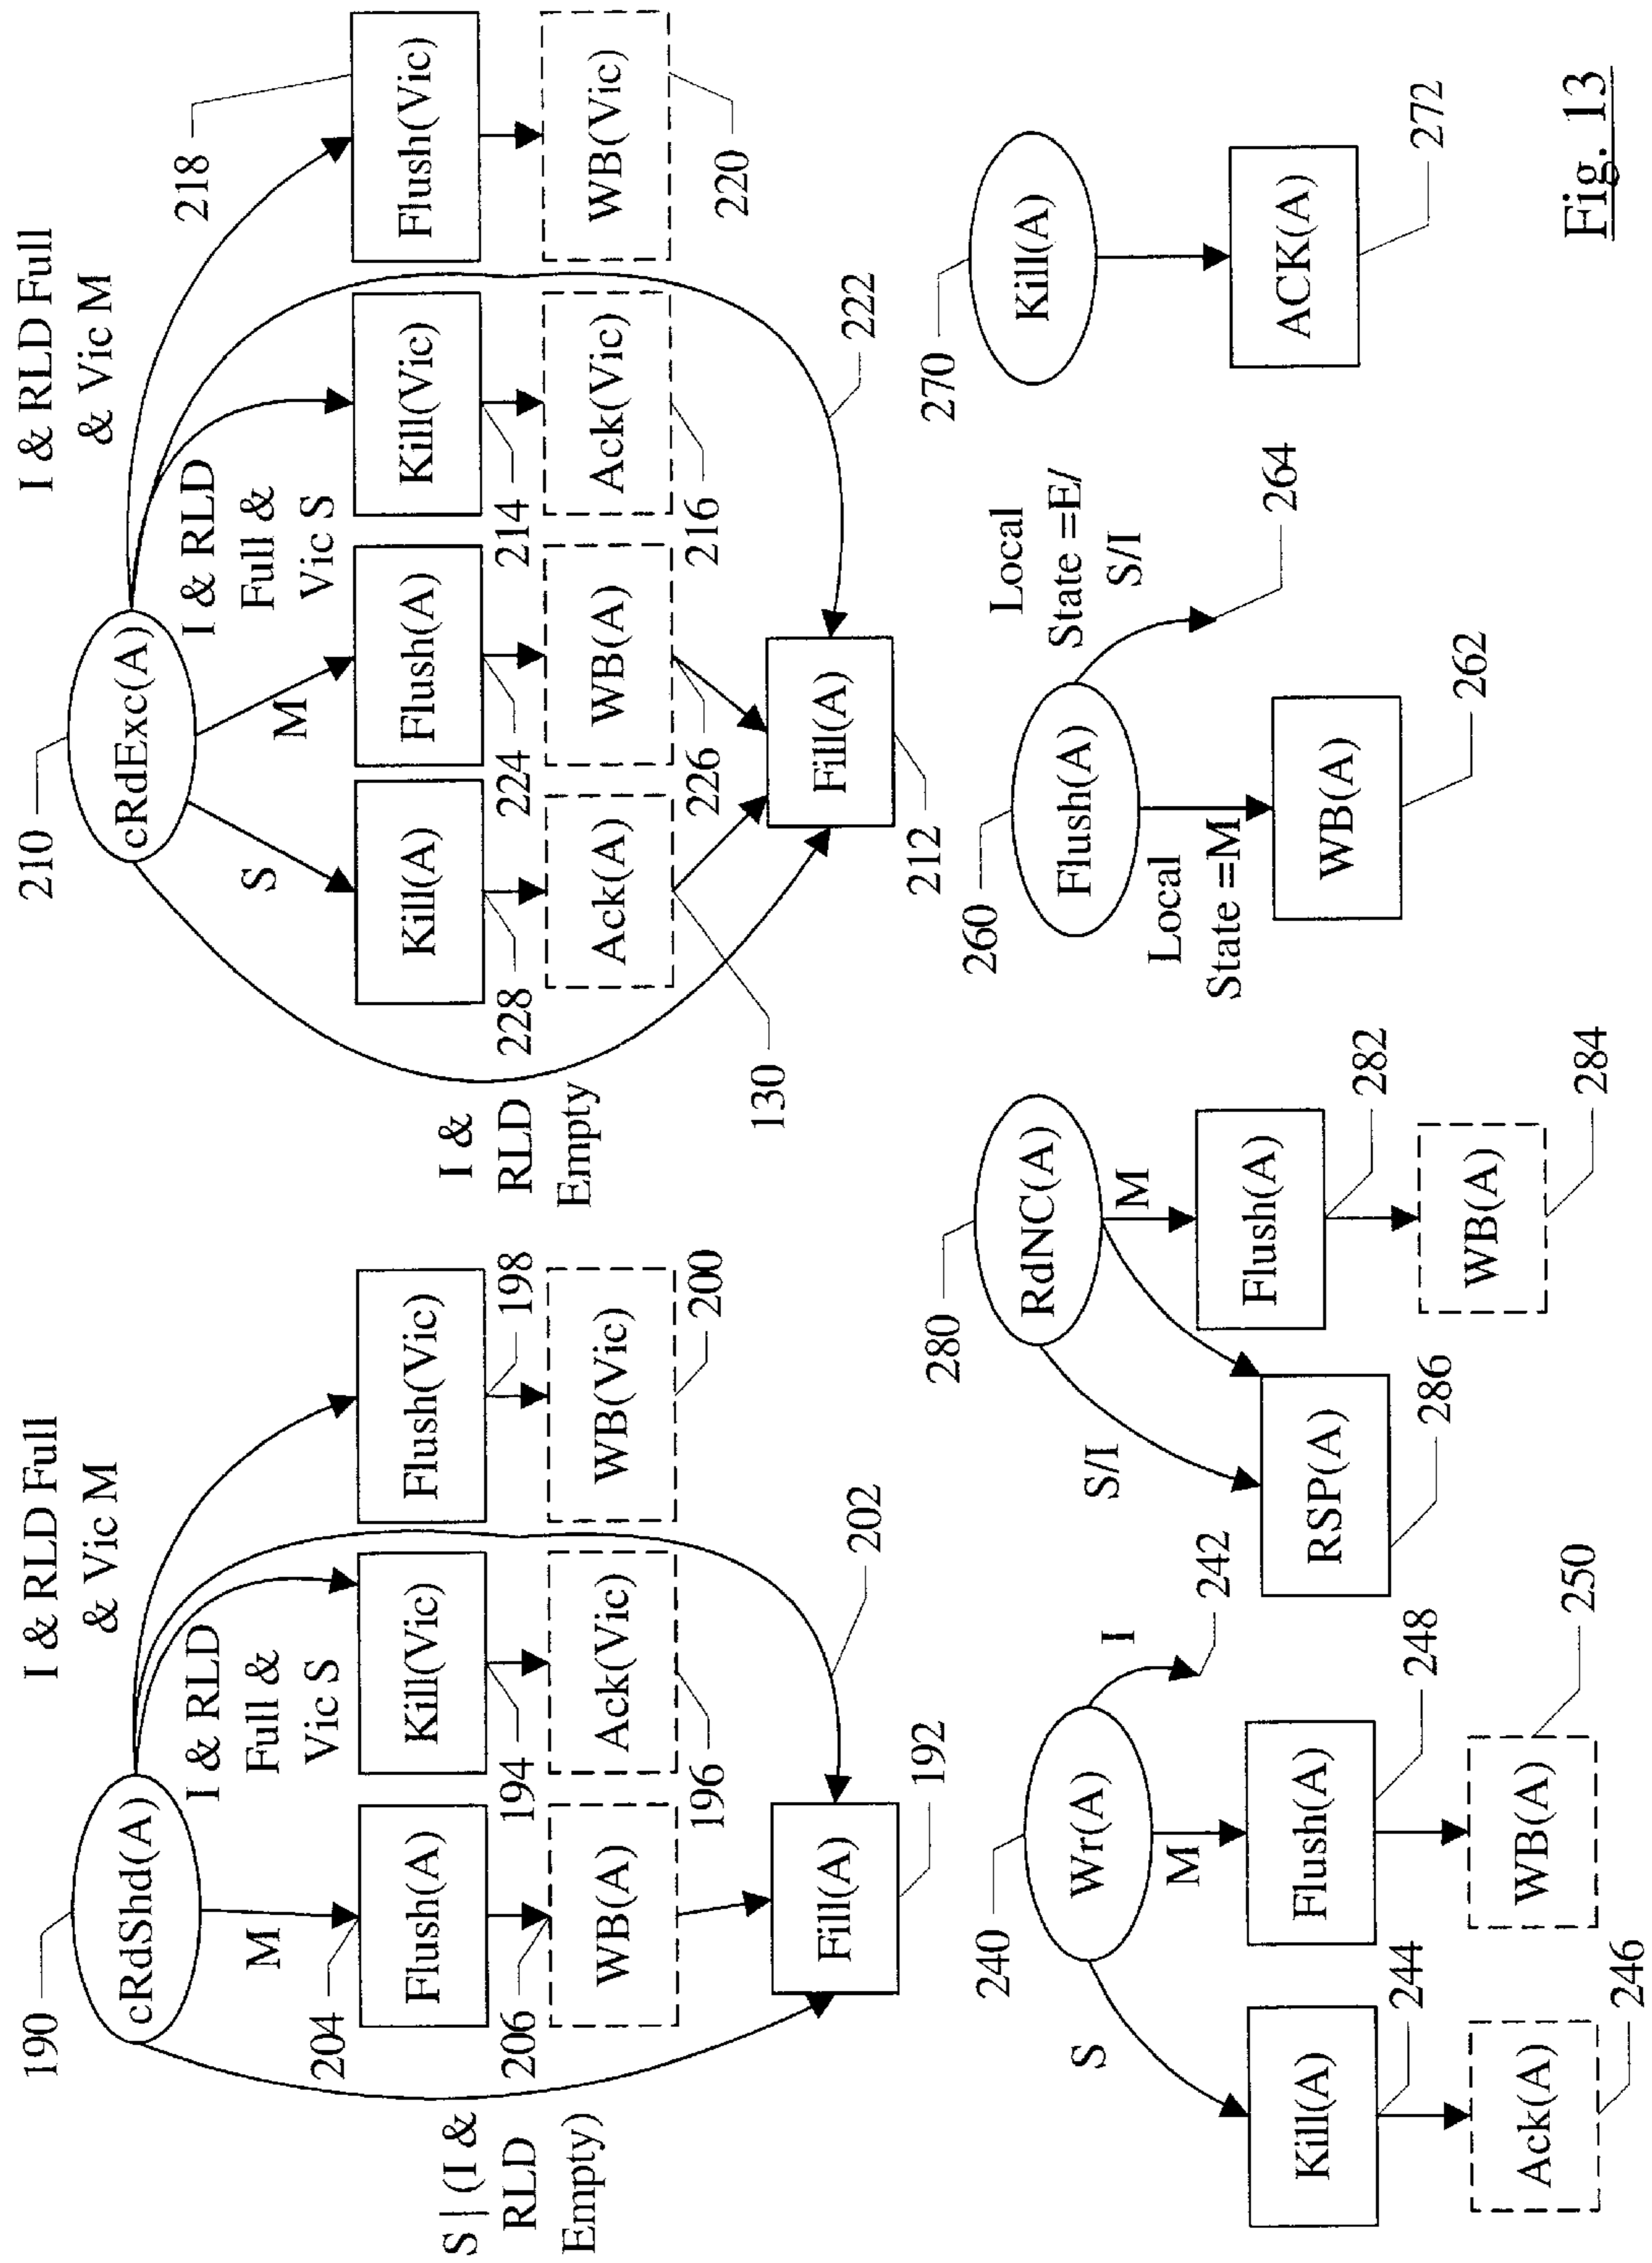 190
cRdShd(A)
I & RLD Full
& Vic M
S | (I &
RLD
Empty)
M
I & RLD
Full &
Vic S
204
Flush(A)
Kill(Vic)
Flush(Vic)
206
194
198
WB(A)
Ack(Vic)
WB(Vic)
196
200
Fill(A)
192
202
210
cRdExc(A)
I & RLD Full
& Vic M
I &
RLD
Empty
S
M
I & RLD
Full &
Vic S
218
Kill(A)
Flush(A)
Kill(Vic)
Flush(Vic)
228
224
214
Ack(A)
WB(A)
Ack(Vic)
WB(Vic)
130
226
216
220
Fill(A)
212
222
240
Wr(A)
S
M
I
242
Kill(A)
Flush(A)
244
248
Ack(A)
WB(A)
246
250
280
RdNC(A)
S/I
M
RSP(A)
Flush(A)
286
282
WB(A)
284
260
Flush(A)
Local
State =M
Local
State =E/
S/I
264
WB(A)
262
270
Kill(A)
ACK(A)
272
Fig. 13